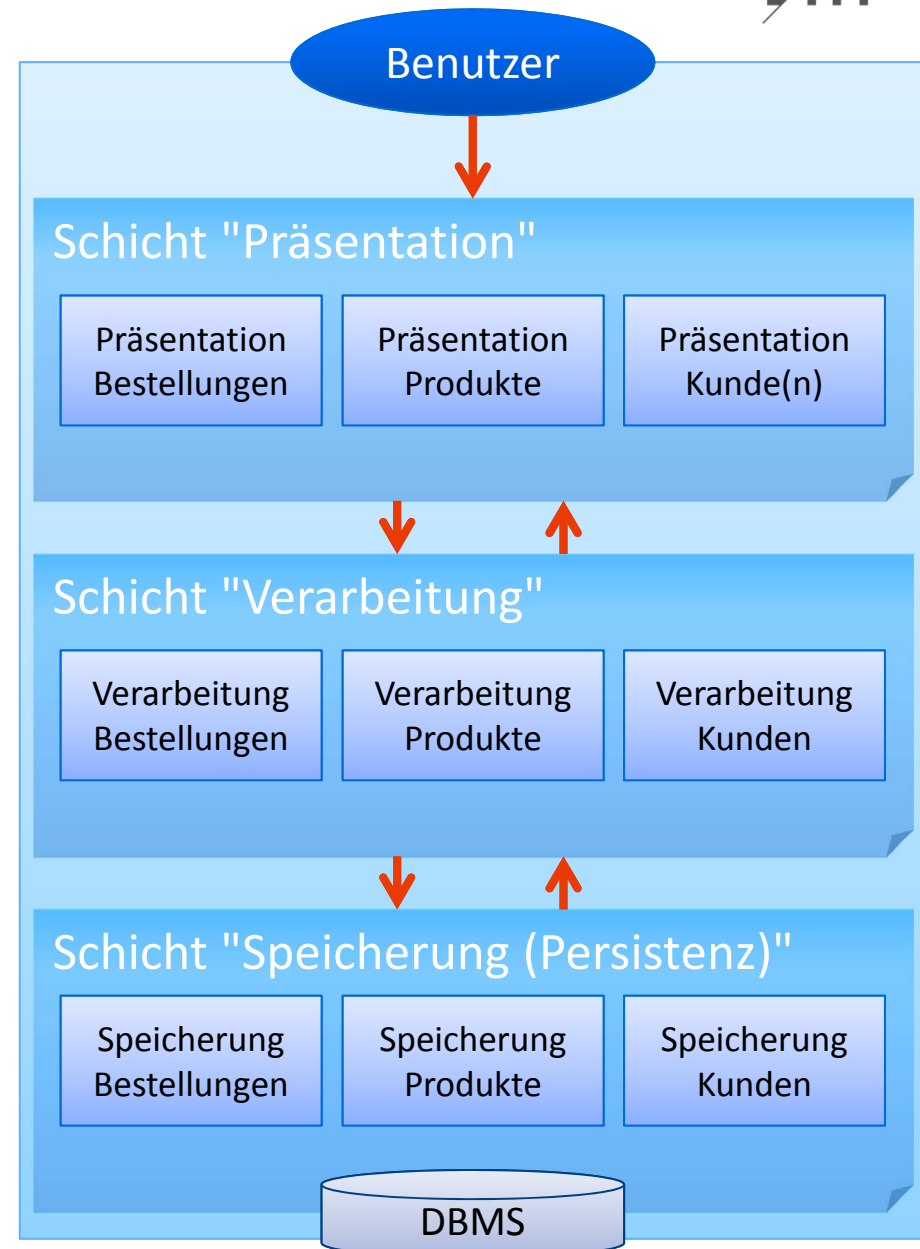 Benutzer
Schicht "Präsentation"
Präsentation
Bestellungen
Präsentation
Produkte
Präsentation
Kunde(n)
Schicht "Verarbeitung"
Verarbeitung
Bestellungen
Verarbeitung
Produkte
Verarbeitung
Kunden
Schicht "Speicherung (Persistenz)"
Speicherung
Bestellungen
Speicherung
Produkte
Speicherung
Kunden
DBMS